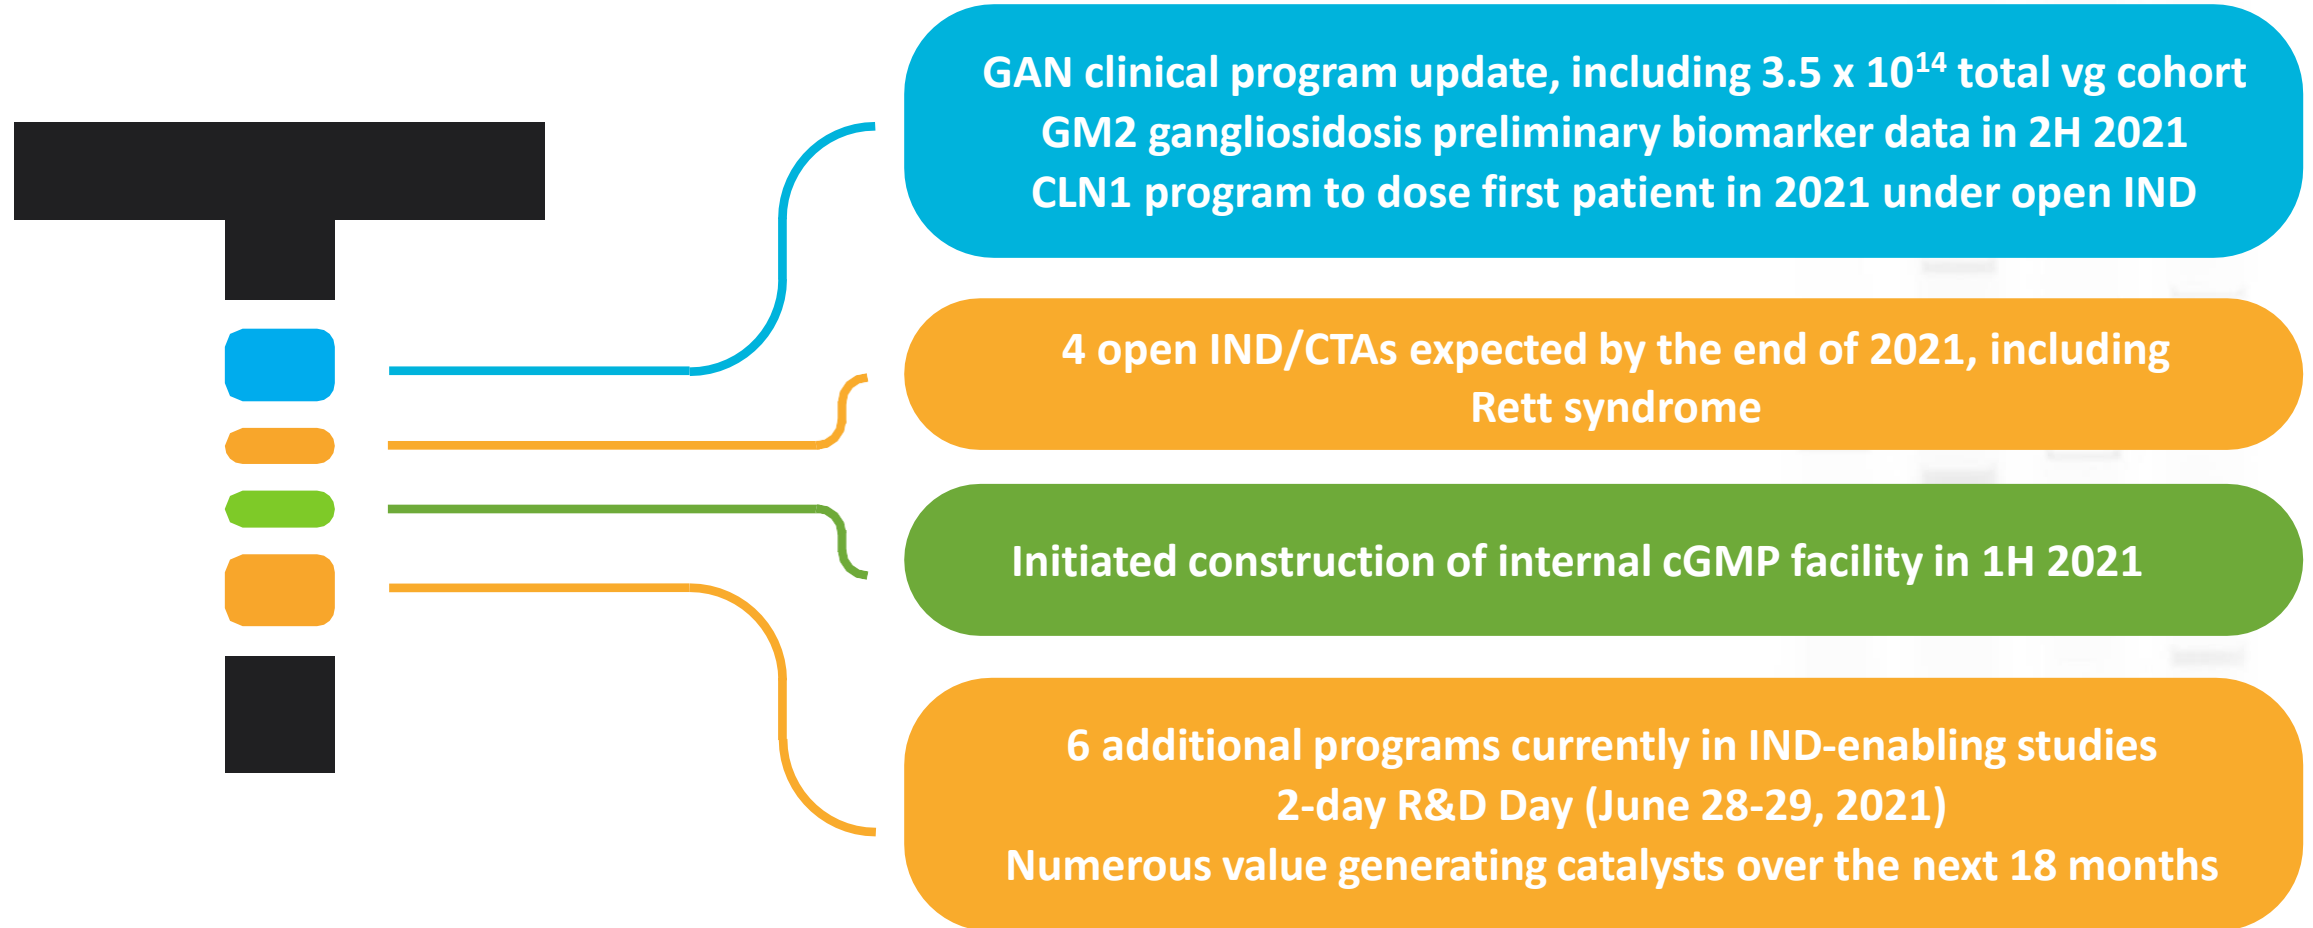 GAN clinical program update, including 3.5 x 10¹⁴ total vg cohort
GM2 gangliosidosis preliminary biomarker data in 2H 2021
CLN1 program to dose first patient in 2021 under open IND
4 open IND/CTAs expected by the end of 2021, including
Rett syndrome
Initiated construction of internal cGMP facility in 1H 2021
6 additional programs currently in IND-enabling studies
2-day R&D Day (June 28-29, 2021)
Numerous value generating catalysts over the next 18 months